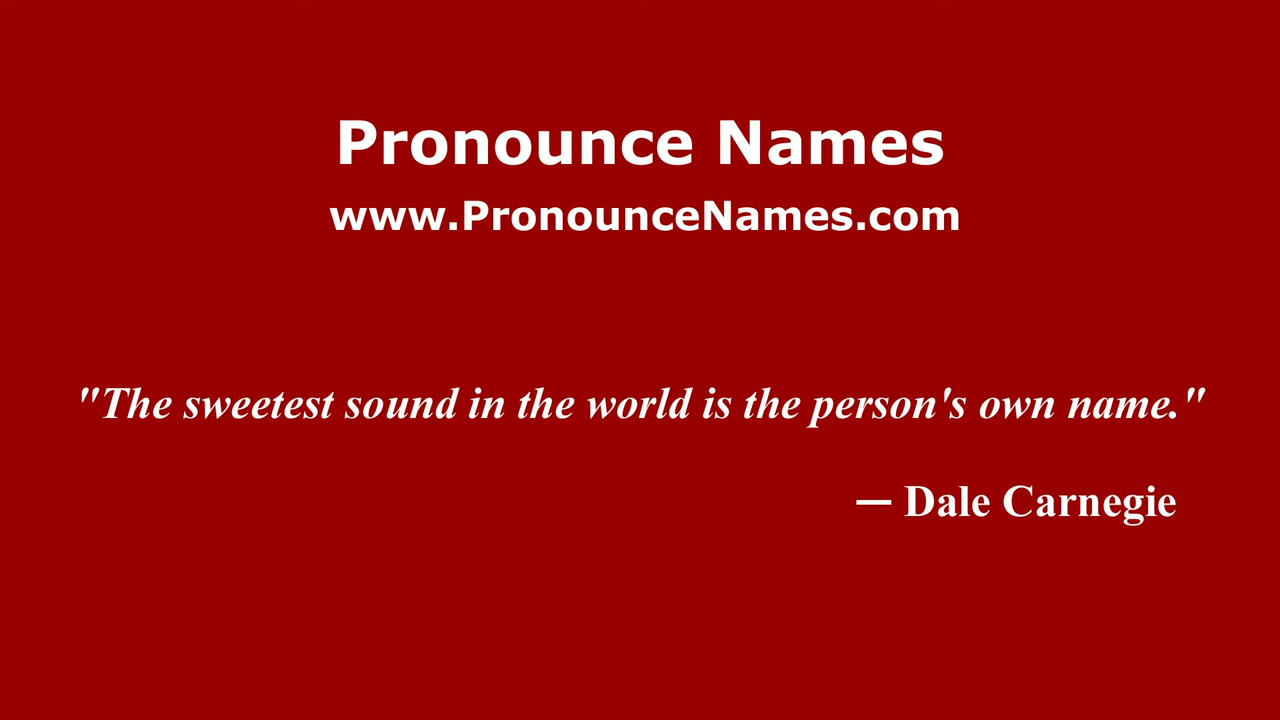 Pronounce Names
www.PronounceNames.com
"The sweetest sound in the world is the person's own name."
— Dale Carnegie